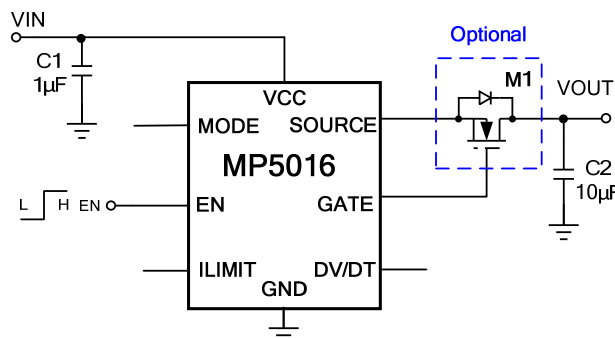 VIN
Optional
C1
1µF
M1
VOUT
VCC
MODE
SOURCE
MP5016
C2
10µF
L
H
EN
EN
GATE
ILIMIT
DV/DT
GND